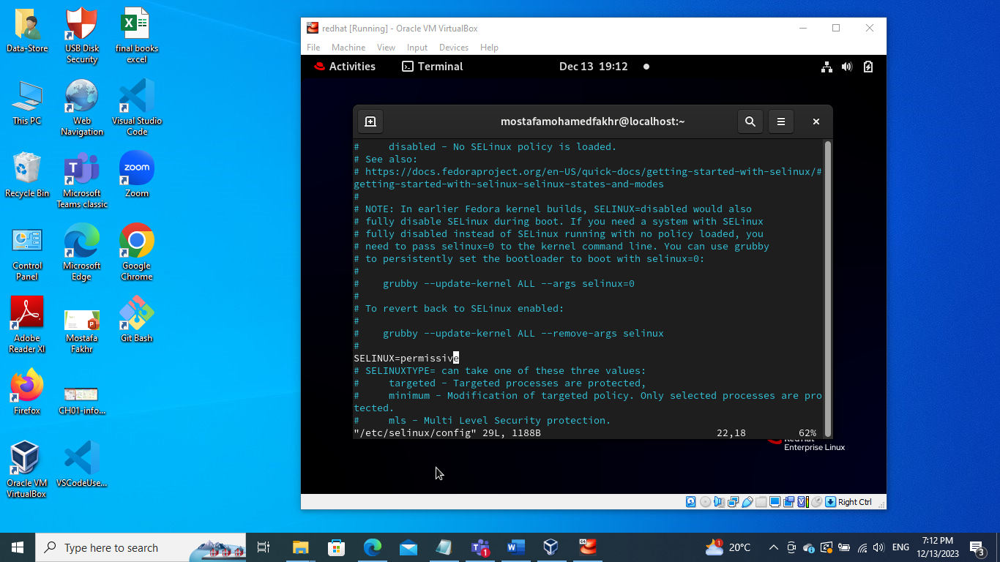 Data-Store
USB Disk
Security
final books
excel
This PC
Web
Navigation
Visual Studio
Code
Recycle Bin
Microsoft
Teams classic
Zoom
zoom
Control
Panel
Microsoft
Edge
Google
Chrome
Adobe
Reader XI
Mostafa
Fakhr
Git Bash
Firefox
CH01-info...
Oracle VM
VirtualBox
VSCodeUse...
redhat [Running] - Oracle VM VirtualBox
File Machine View Input Devices Help
Activities Terminal Dec 13 19:12
mostafamohamedfakhr@localhost:~
#     disabled - No SELinux policy is loaded.
# See also:
# https://docs.fedoraproject.org/en-US/quick-docs/getting-started-with-selinux/#
getting-started-with-selinux-selinux-states-and-modes
#
# NOTE: In earlier Fedora kernel builds, SELINUX=disabled would also
# fully disable SELinux during boot. If you need a system with SELinux
# fully disabled instead of SELinux running with no policy loaded, you
# need to pass selinux=0 to the kernel command line. You can use grubby
# to persistently set the bootloader to boot with selinux=0:
#
#    grubby --update-kernel ALL --args selinux=0
#
# To revert back to SELinux enabled:
#
#    grubby --update-kernel ALL --remove-args selinux
#
SELINUX=permissive
# SELINUXTYPE= can take one of these three values:
#     targeted - Targeted processes are protected,
#     minimum - Modification of targeted policy. Only selected processes are pro
tected.
#     mls - Multi Level Security protection.
"/etc/selinux/config" 29L, 1188B 22,18 62%
Enterprise Linux
Right Ctrl
Type here to search
1
1
20°C
ENG
7:12 PM
12/13/2023
3